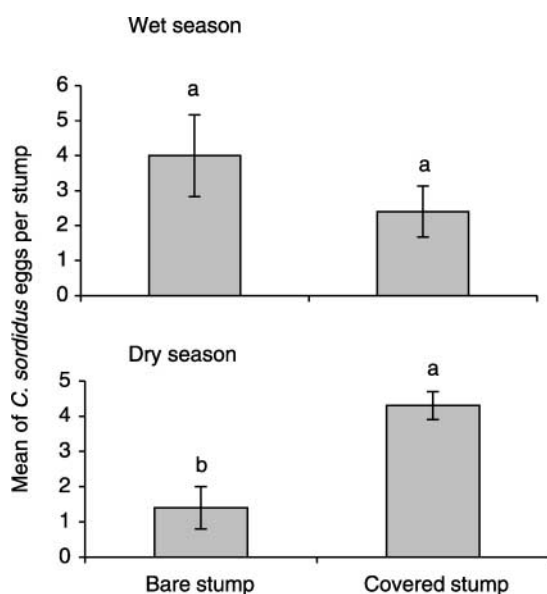 Wet season
Mean of C. sordidus eggs per stump
6
5
4
3
2
1
0
a
a
Dry season
5
4
3
2
1
0
b
a
Bare stump
Covered stump